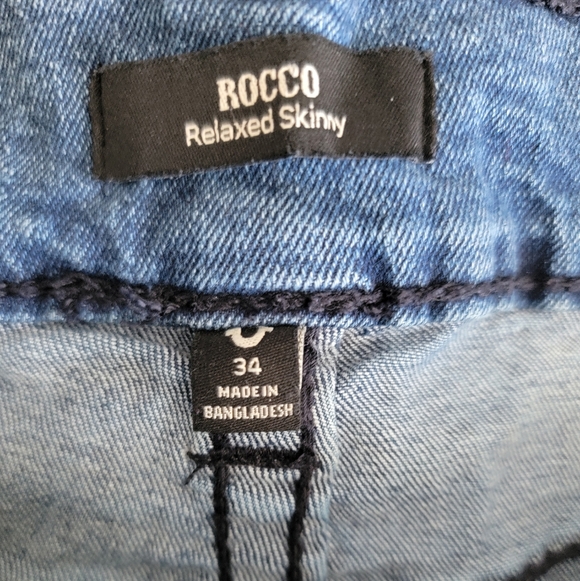 ROCCO
Relaxed Skinny
34
MADE IN
BANGLADESH